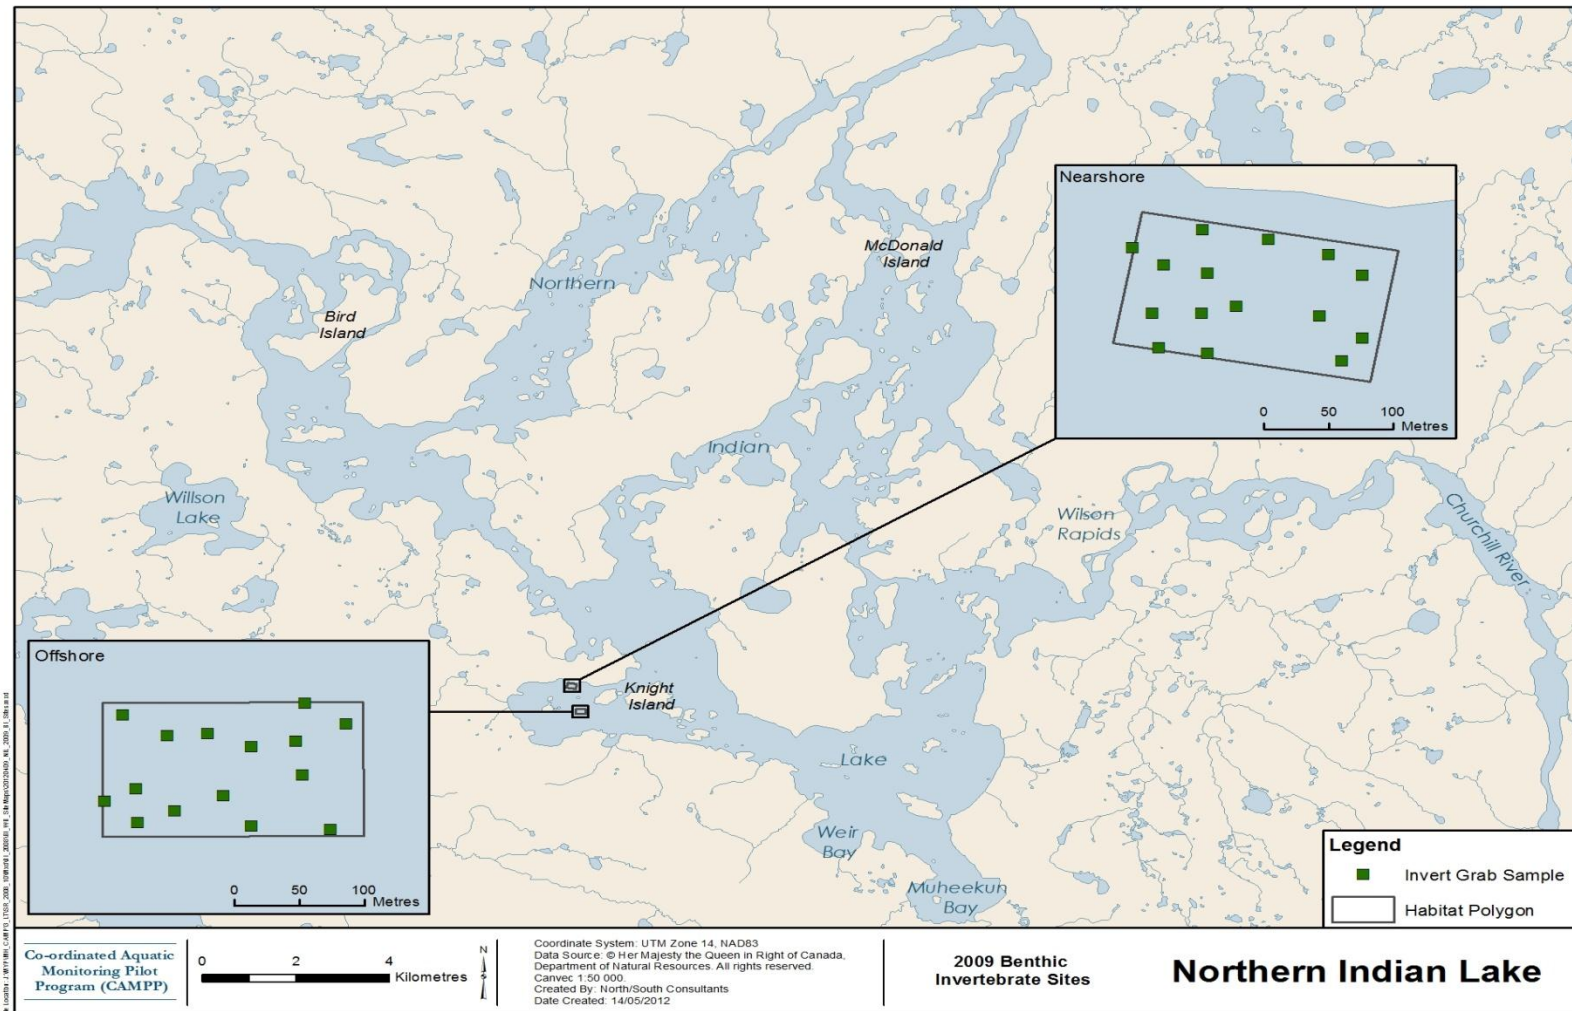 Nearshore
McDonald
Island
Northern
Bird
Island
0 50 100
Metres
Indian
Willson
Lake
Wilson
Rapids
Churchill River
Offshore
Knight
Island
Lake
0 50 100
Metres
Weir
Bay
Muheekun
Bay
Legend
Invert Grab Sample
Habitat Polygon
Co-ordinated Aquatic
Monitoring Pilot
Program (CAMPP)
0 2 4
Kilometres
N
Coordinate System: UTM Zone 14, NAD83
Data Source: © Her Majesty the Queen in Right of Canada,
Department of Natural Resources. All rights reserved.
Canvec 1:50 000.
Created By: North/South Consultants
Date Created: 14/05/2012
2009 Benthic
Invertebrate Sites
Northern Indian Lake